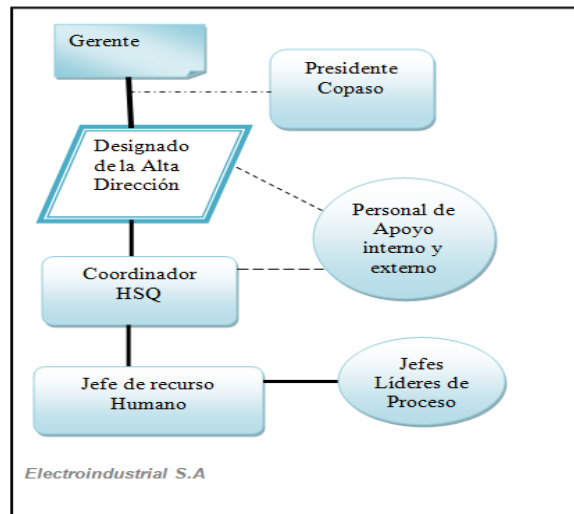 Gerente
Presidente
Copaso
Designado
de la Alta
Dirección
Personal de
Apoyo
interno y
externo
Coordinador
HSQ
Jefe de recurso
Humano
Jefes
Líderes de
Proceso
Electroindustrial S.A